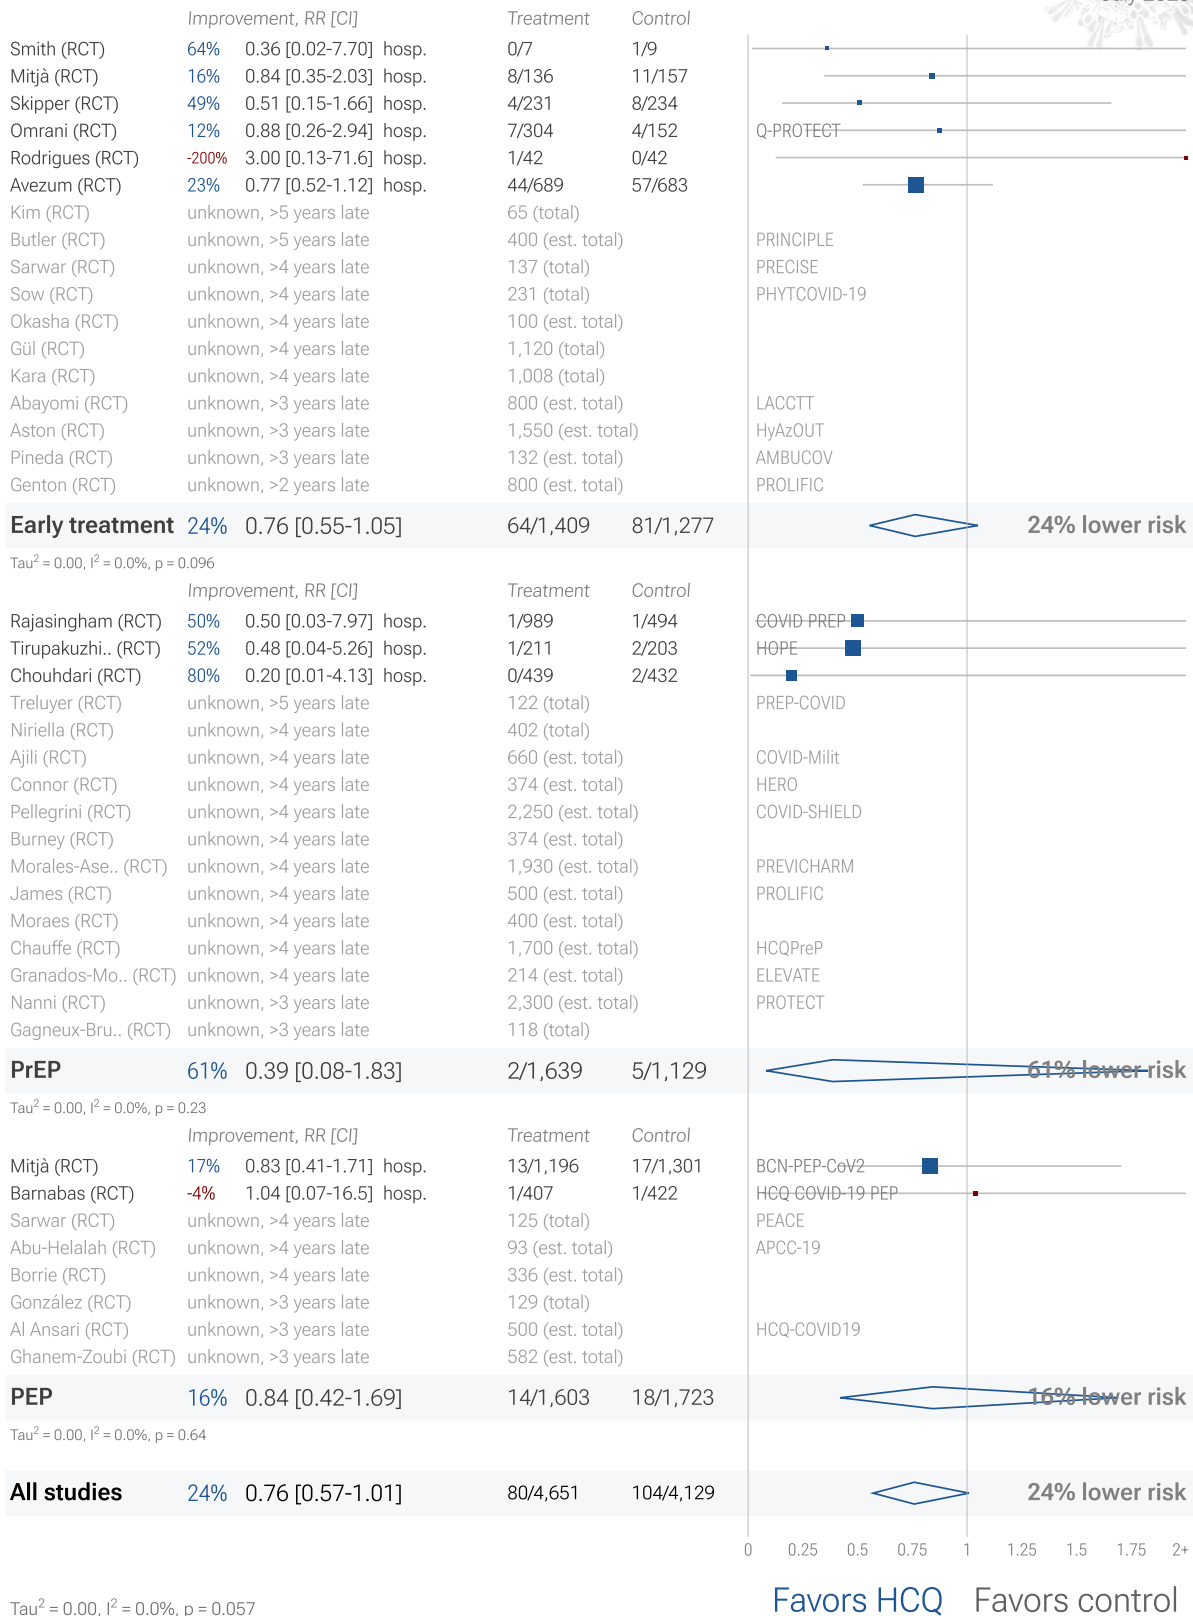 July 2025
Improvement, RR [CI] Treatment Control
Smith (RCT) 64% 0.36 [0.02-7.70] hosp. 0/7 1/9
Mitjà (RCT) 16% 0.84 [0.35-2.03] hosp. 8/136 11/157
Skipper (RCT) 49% 0.51 [0.15-1.66] hosp. 4/231 8/234
Omrani (RCT) 12% 0.88 [0.26-2.94] hosp. 7/304 4/152 Q-PROTECT
Rodrigues (RCT) -200% 3.00 [0.13-71.6] hosp. 1/42 0/42
Avezum (RCT) 23% 0.77 [0.52-1.12] hosp. 44/689 57/683
Kim (RCT) unknown, >5 years late 65 (total)
Butler (RCT) unknown, >5 years late 400 (est. total) PRINCIPLE
Sarwar (RCT) unknown, >4 years late 137 (total) PRECISE
Sow (RCT) unknown, >4 years late 231 (total) PHYTCOVID-19
Okasha (RCT) unknown, >4 years late 100 (est. total)
Gül (RCT) unknown, >4 years late 1,120 (total)
Kara (RCT) unknown, >4 years late 1,008 (total)
Abayomi (RCT) unknown, >3 years late 800 (est. total) LACCTT
Aston (RCT) unknown, >3 years late 1,550 (est. total) HyAzOUT
Pineda (RCT) unknown, >3 years late 132 (total) AMBUCOV
Genton (RCT) unknown, >2 years late 800 (est. total) PROLIFIC
Early treatment 24% 0.76 [0.55-1.05] 64/1,409 81/1,277 24% lower risk
Tau² = 0.00, I² = 0.0%, p = 0.096
Improvement, RR [CI] Treatment Control
Rajasingham (RCT) 50% 0.50 [0.03-7.97] hosp. 1/989 1/494 COVID PREP
Tirupakuzhi.. (RCT) 52% 0.48 [0.04-5.26] hosp. 1/211 2/203 HOPE
Chouhdari (RCT) 80% 0.20 [0.01-4.13] hosp. 0/439 2/432
Treluyer (RCT) unknown, >5 years late 122 (total) PREP-COVID
Niriella (RCT) unknown, >4 years late 402 (total)
Ajili (RCT) unknown, >4 years late 660 (est. total) COVID-Milit
Connor (RCT) unknown, >4 years late 374 (est. total) HERO
Pellegrini (RCT) unknown, >4 years late 2,250 (est. total) COVID-SHIELD
Burney (RCT) unknown, >4 years late 374 (est. total)
Morales-Ase.. (RCT) unknown, >4 years late 1,930 (est. total) PREVICHARM
James (RCT) unknown, >4 years late 500 (est. total) PROLIFIC
Moraes (RCT) unknown, >4 years late 400 (est. total)
Chauffe (RCT) unknown, >4 years late 1,700 (est. total) HCQPreP
Granados-Mo.. (RCT) unknown, >4 years late 214 (est. total) ELEVATE
Nanni (RCT) unknown, >3 years late 2,300 (est. total) PROTECT
Gagneux-Bru.. (RCT) unknown, >3 years late 118 (total)
PrEP 61% 0.39 [0.08-1.83] 2/1,639 5/1,129 61% lower risk
Tau² = 0.00, I² = 0.0%, p = 0.23
Improvement, RR [CI] Treatment Control
Mitjà (RCT) 17% 0.83 [0.41-1.71] hosp. 13/1,196 17/1,301 BCN-PEP-CoV2
Barnabas (RCT) -4% 1.04 [0.07-16.5] hosp. 1/407 1/422 HCQ COVID-19 PEP
Sarwar (RCT) unknown, >4 years late 125 (total) PEACE
Abu-Helalah (RCT) unknown, >4 years late 93 (est. total) APCC-19
Borrie (RCT) unknown, >4 years late 336 (est. total)
González (RCT) unknown, >3 years late 129 (total)
Al Ansari (RCT) unknown, >3 years late 500 (est. total) HCQ-COVID19
Ghanem-Zoubi (RCT) unknown, >3 years late 582 (est. total)
PEP 16% 0.84 [0.42-1.69] 14/1,603 18/1,723 16% lower risk
Tau² = 0.00, I² = 0.0%, p = 0.64
All studies 24% 0.76 [0.57-1.01] 80/4,651 104/4,129 24% lower risk
0 0.25 0.5 0.75 1 1.25 1.5 1.75 2+
Tau² = 0.00, I² = 0.0%, p = 0.057 Favors HCQ Favors control